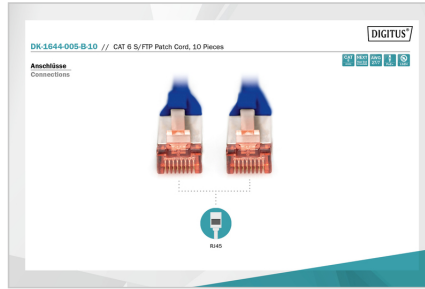 DIGITUS®
DK-1644-005-B-10 // CAT 6 S/FTP Patch Cord, 10 Pieces
Anschlüsse
Connections
RJ45